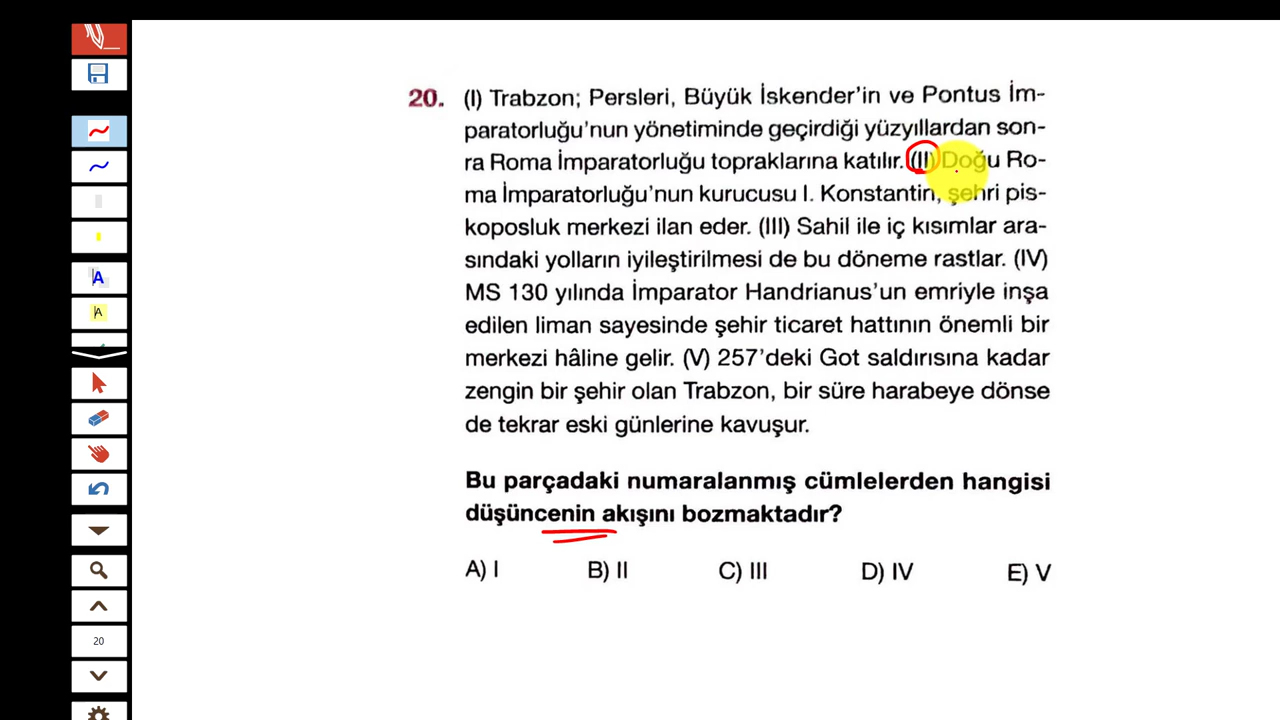 20. (I) Trabzon; Persleri, Büyük İskender’in ve Pontus İm-
paratorluğu’nun yönetiminde geçirdiği yüzyıllardan son-
ra Roma İmparatorluğu topraklarına katılır. (II) Doğu Ro-
ma İmparatorluğu’nun kurucusu I. Konstantin, şehri pis-
koposluk merkezi ilan eder. (III) Sahil ile iç kısımlar ara-
sındaki yolların iyileştirilmesi de bu döneme rastlar. (IV)
MS 130 yılında İmparator Handrianus’un emriyle inşa
edilen liman sayesinde şehir ticaret hattının önemli bir
merkezi hâline gelir. (V) 257’deki Got saldırısına kadar
zengin bir şehir olan Trabzon, bir süre harabeye dönse
de tekrar eski günlerine kavuşur.
Bu parçadaki numaralanmış cümlelerden hangisi
düşüncenin akışını bozmaktadır?
A) I B) II C) III D) IV E) V
A
A
20